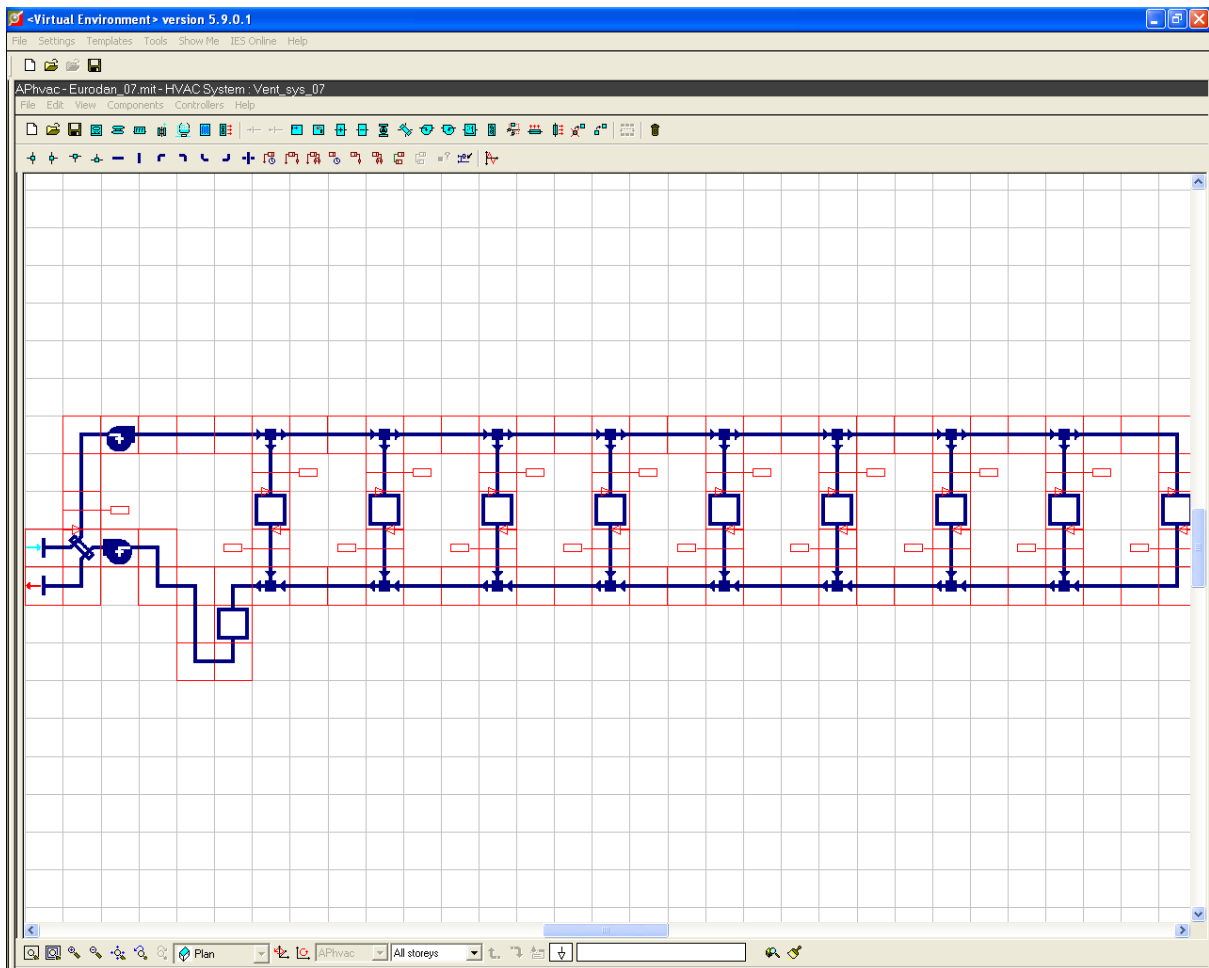 <Virtual Environment> version 5.9.0.1
File Settings Templates Tools Show Me IES Online Help
APhvac - Eurodan_07.mit - HVAC System : Vent_sys_07
File Edit View Components Controllers Help
Plan APhvac All storeys